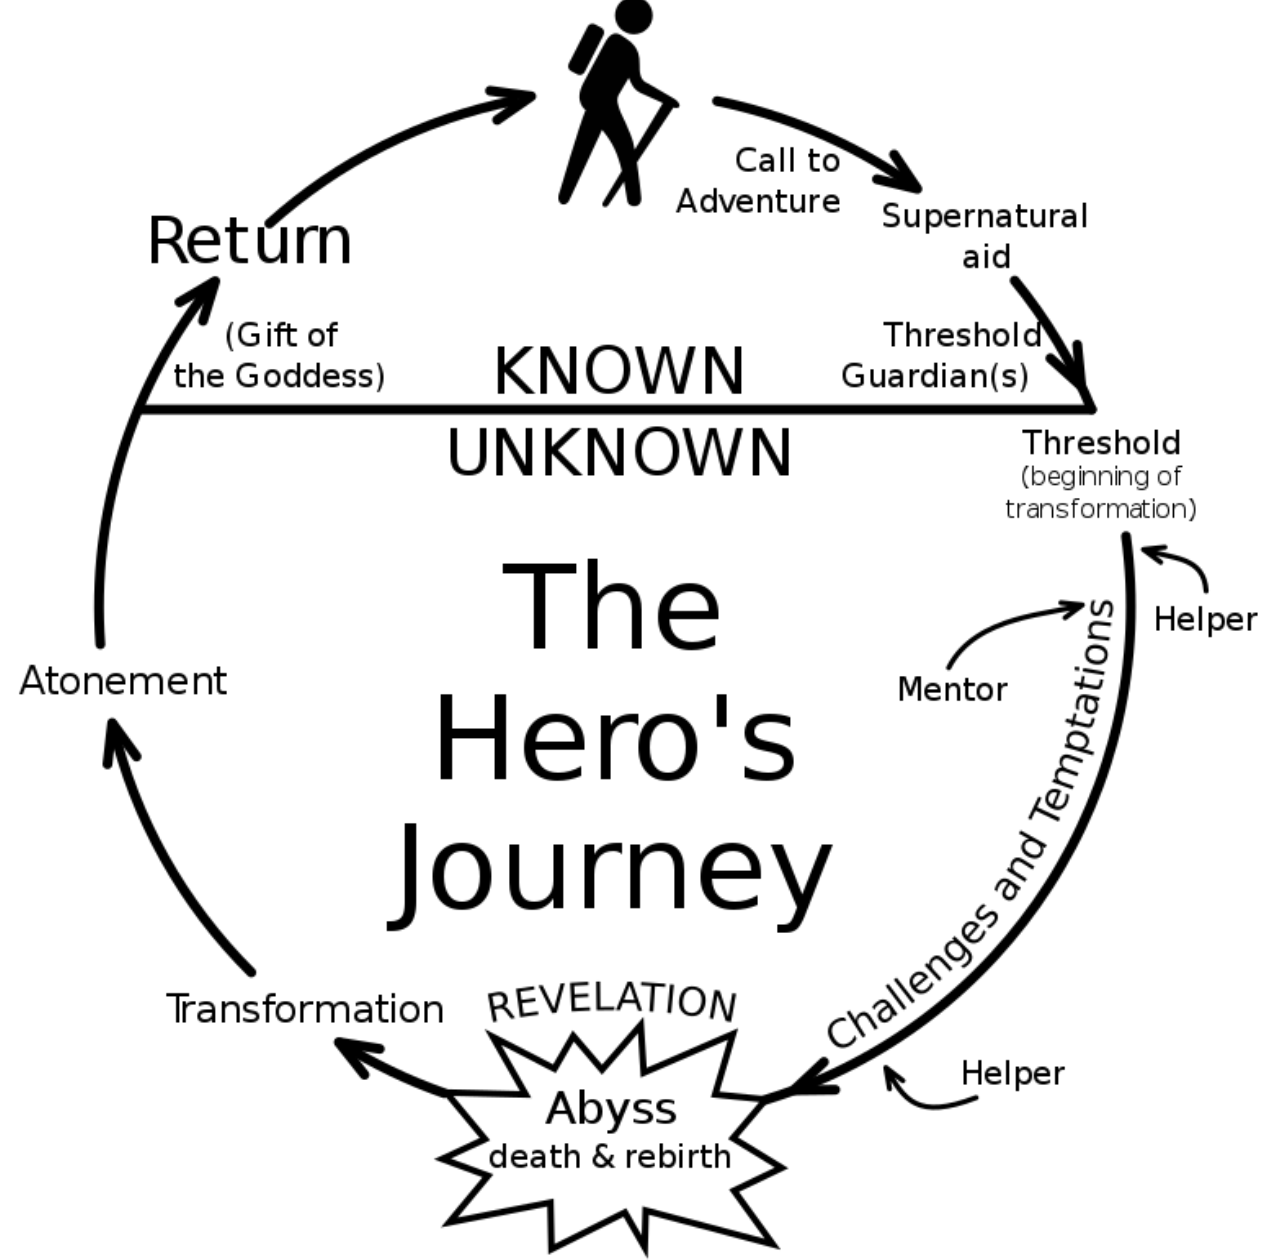 Call to
Adventure
Supernatural
aid
Return
(Gift of
the Goddess)
KNOWN
Threshold
Guardian(s)
UNKNOWN
Threshold
(beginning of
transformation)
Helper
Mentor
Challenges and Temptations
The
Hero's
Journey
Atonement
Transformation
REVELATION
Helper
Abyss
death & rebirth